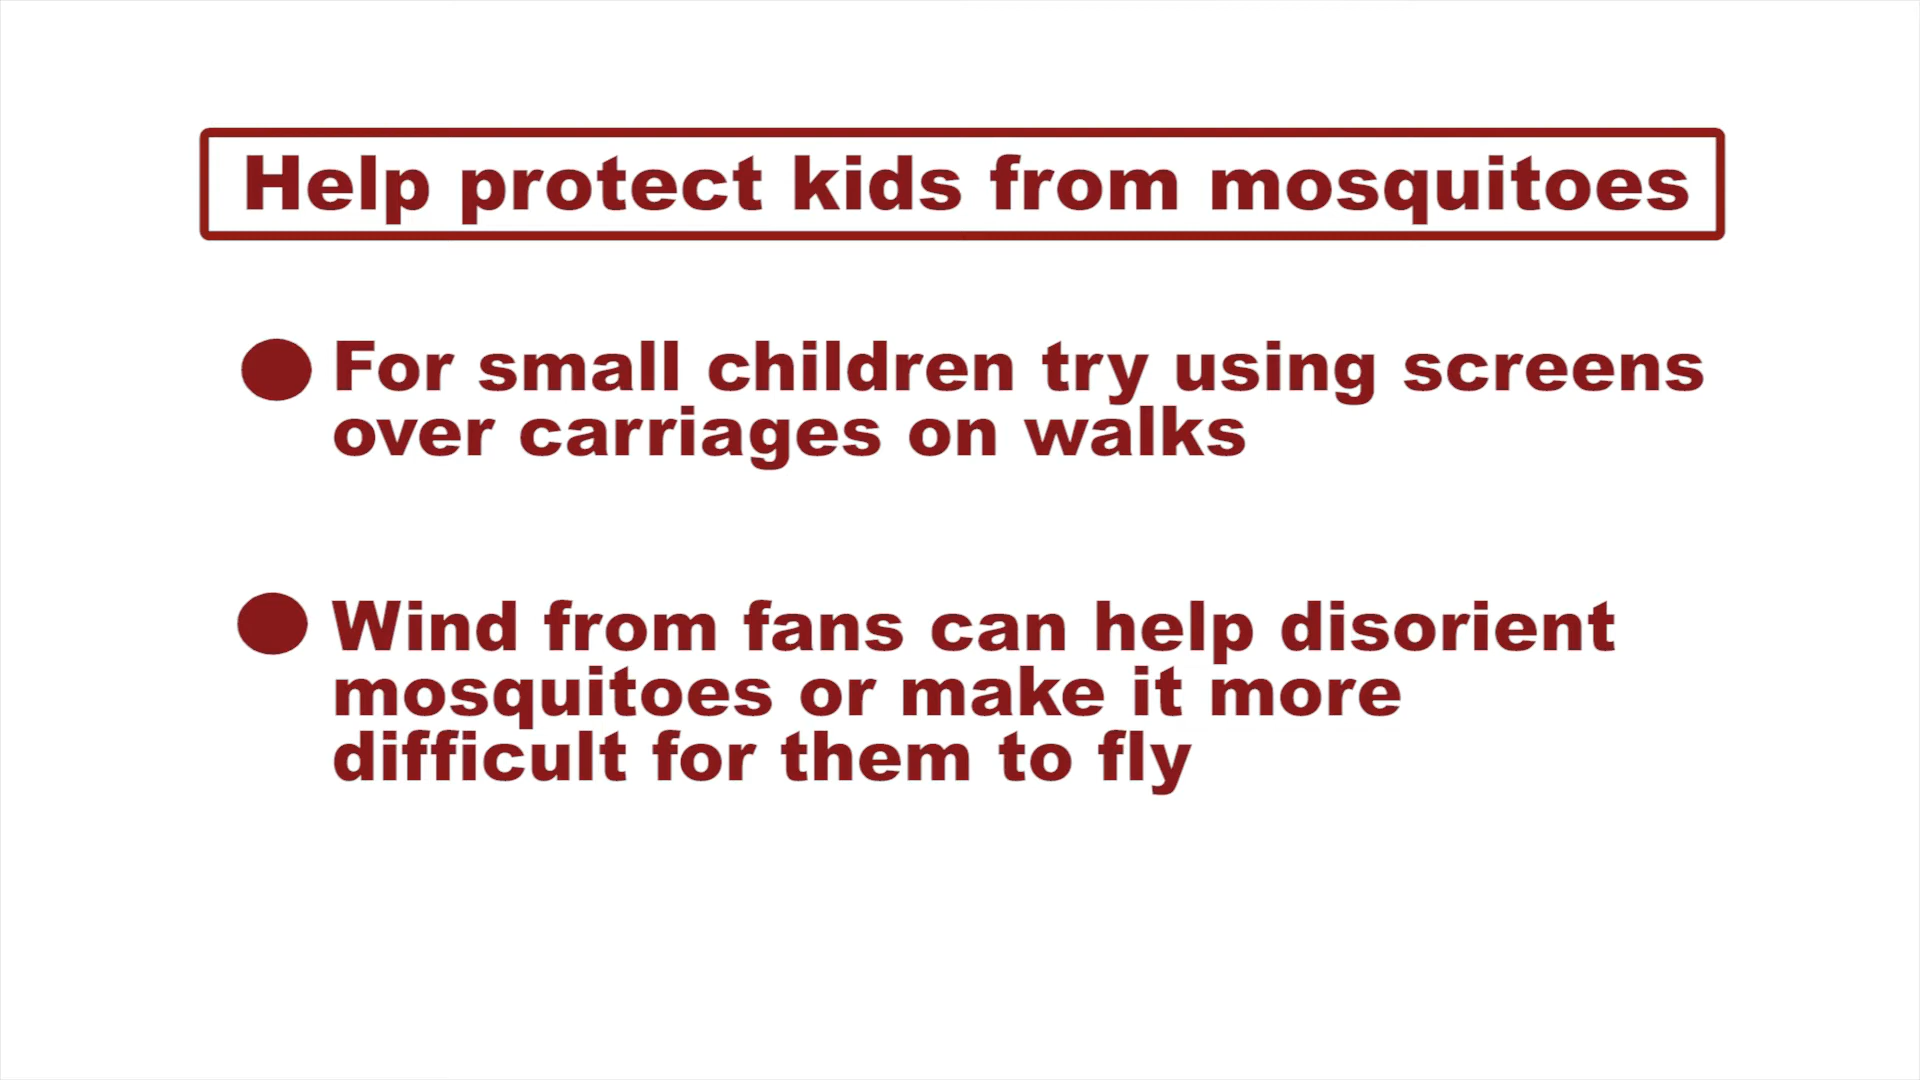 Help protect kids from mosquitoes
For small children try using screens
over carriages on walks
Wind from fans can help disorient
mosquitoes or make it more
difficult for them to fly